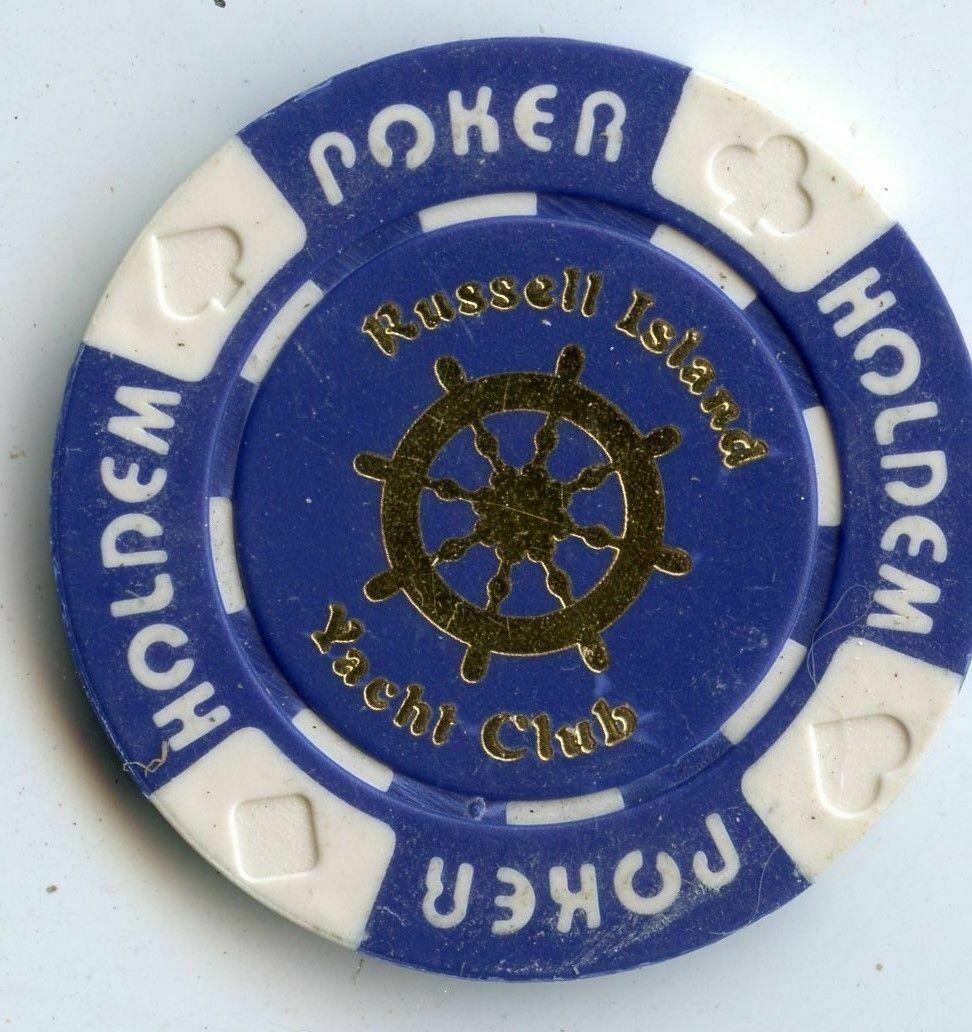 POKER
HOLDEM
POKER
HOLDEM
Russell Island
Yacht Club